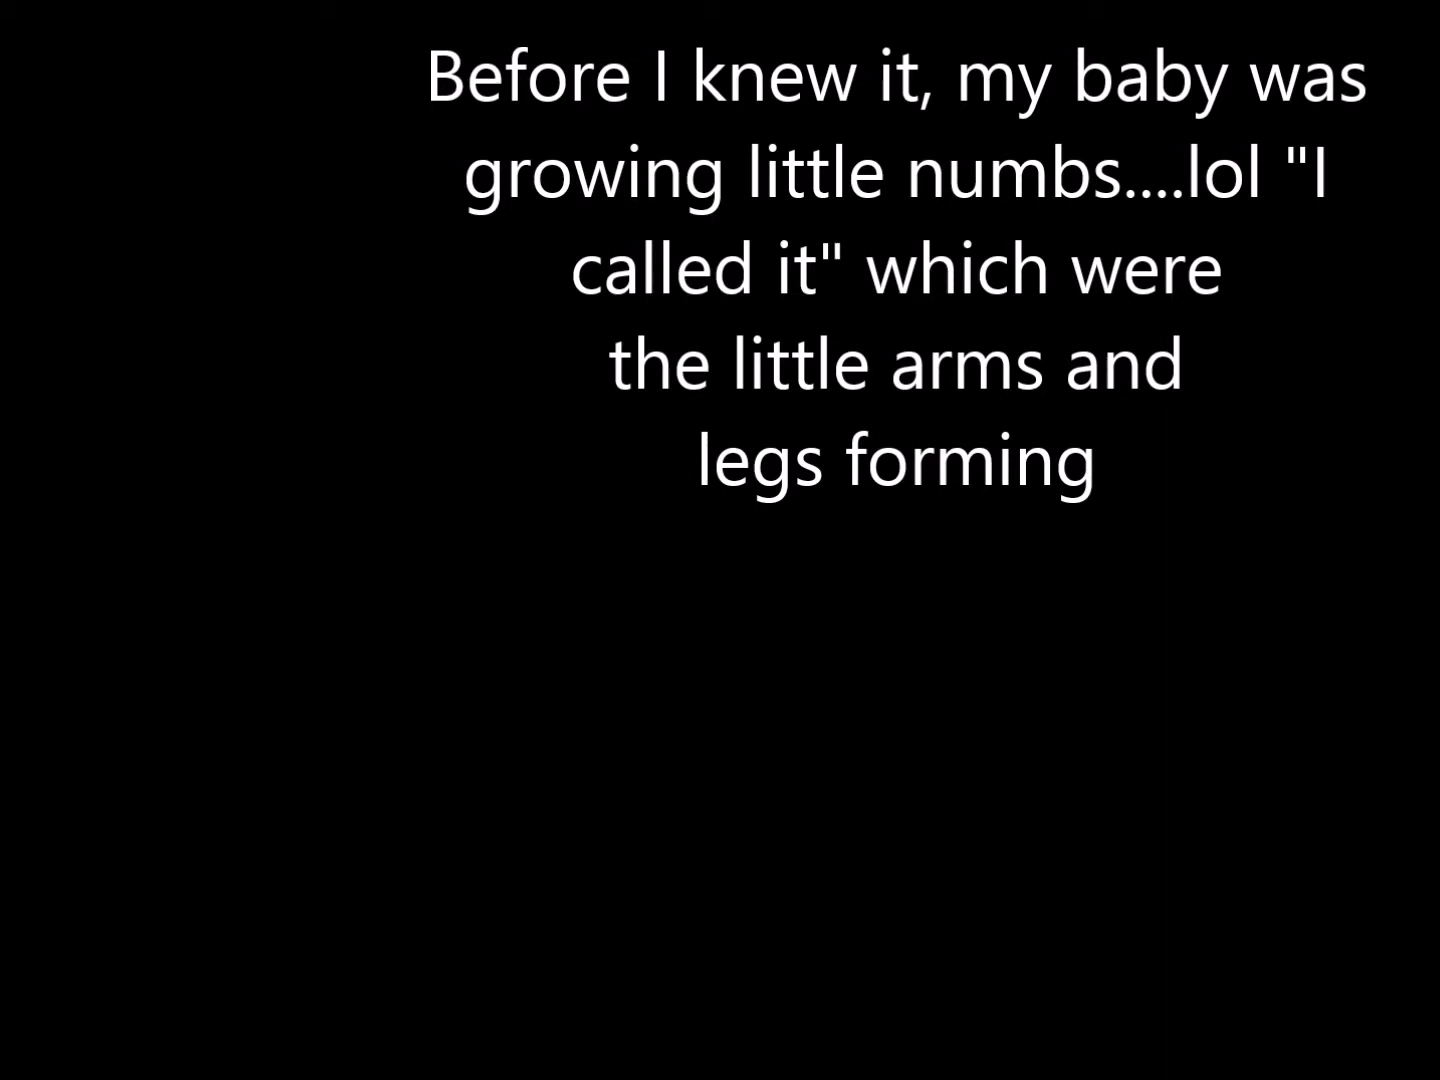 Before I knew it, my baby was
growing little numbs....lol "I
called it" which were
the little arms and
legs forming